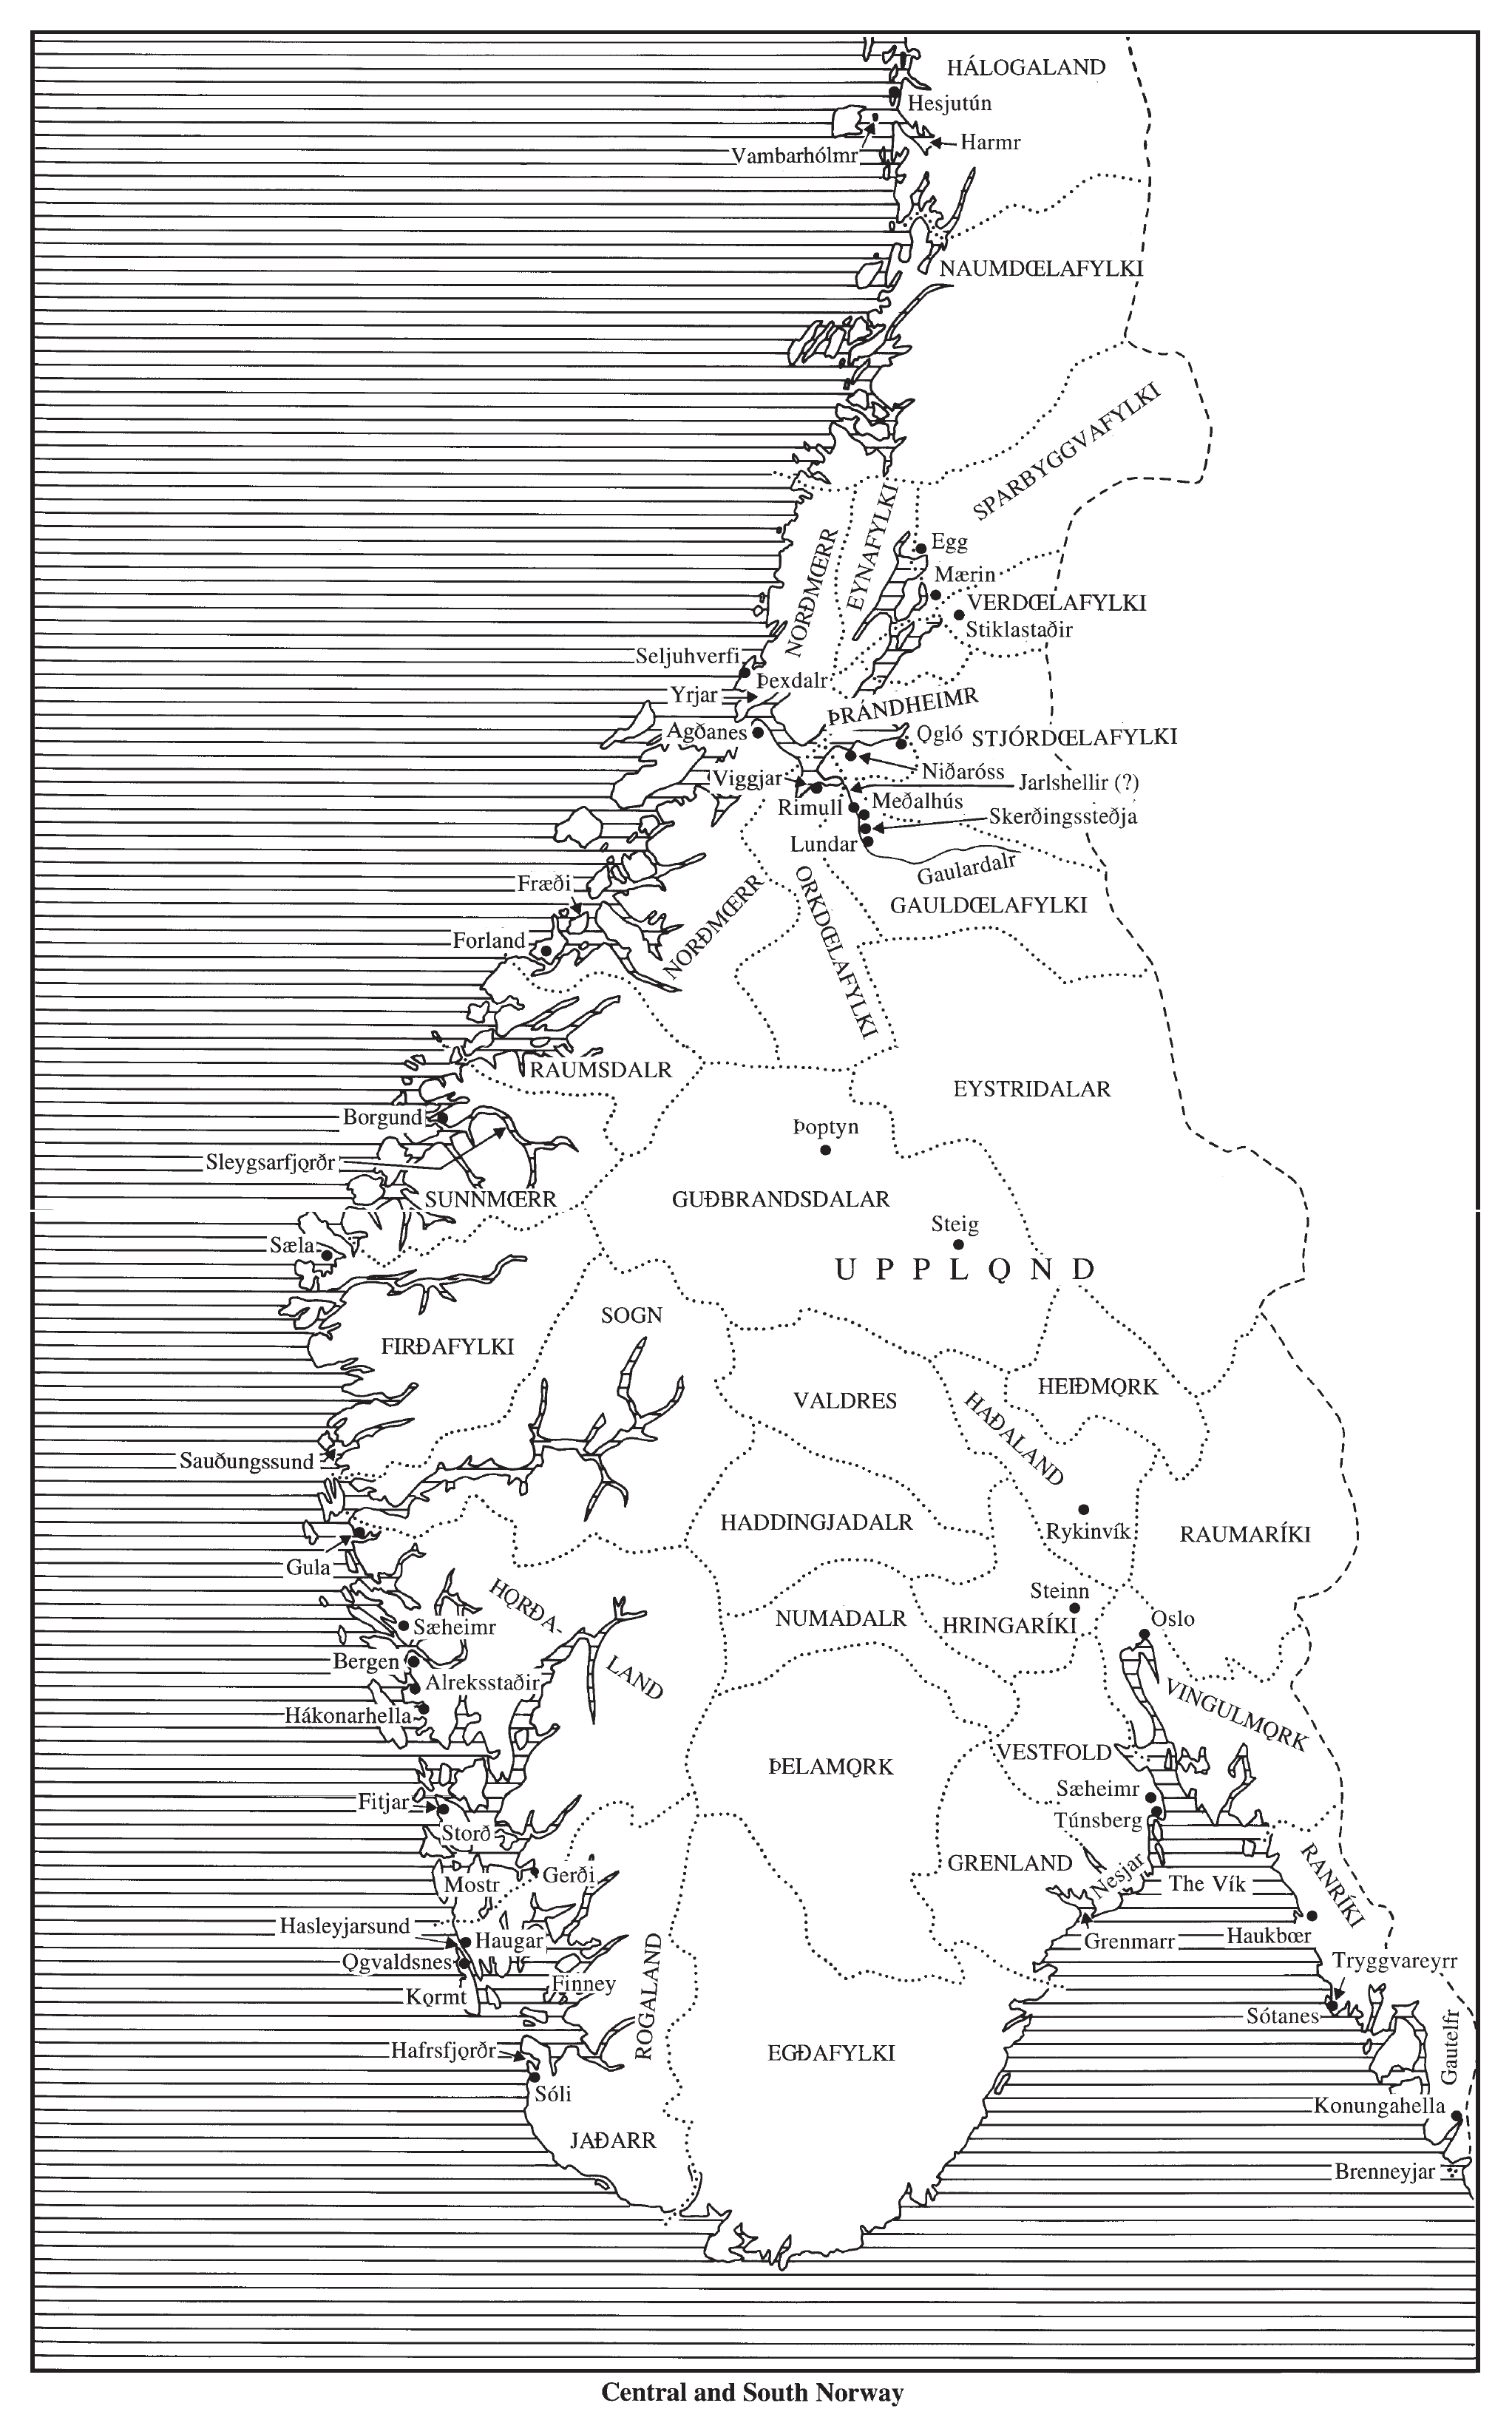 HÁLOGALAND
Hesjutún
Harmr
Vambarhólmr
NAUMDŒLAFYLKI
SPARBYGGVAFYLKI
NORÐMŒRR
EYNAFYLKI
Egg
Mærin
VERDŒLAFYLKI
Stiklastaðir
Seljuhverfi
Þexdalr
Yrjar
ÞRÁNDHEIMR
Agðanes
Ǫgló
STJÓRDŒLAFYLKI
Niðaróss
Viggjar
Jarlshellir (?)
Rimull
Meðalhús
Skerðingssteðja
Lundar
Gaulardalr
Fræði
NORÐMŒRR
ORKDŒLAFYLKI
GAULDŒLAFYLKI
Forland
RAUMSDALR
EYSTRIDALAR
Borgund
Þoptyn
Sleygsarfjǫrðr
SUNNMŒRR
GUÐBRANDSDALAR
Steig
Sæla
UPPLQND
SOGN
FIRÐAFYLKI
VALDRES
HAÐALAND
HEIÐMǪRK
Sauðungssund
HADDINGJADALR
Rykinvík
RAUMARÍKI
Gula
HǪRÐA-
LAND
Steinn
NUMADALR
HRINGARÍKI
Oslo
Sæheimr
Bergen
Alreksstaðir
Hákonarhella
VINGULMǪRK
VESTFOLD
ÞELAMǪRK
Sæheimr
Fitjar
Túnsberg
Storð
GRENLAND
Nesjar
RANRÍKI
Gerði
Mostr
The Vík
Hasleyjarsund
Haugar
Grenmarr
Haukbœr
Ǫgvaldsnes
Tryggvareyrr
Finney
Kǫrmt
ROGALAND
Sótanes
Gautelfr
Hafrsfjǫrðr
EGÐAFYLKI
Sóli
Konungahella
JAÐARR
Brenneyjar
Central and South Norway